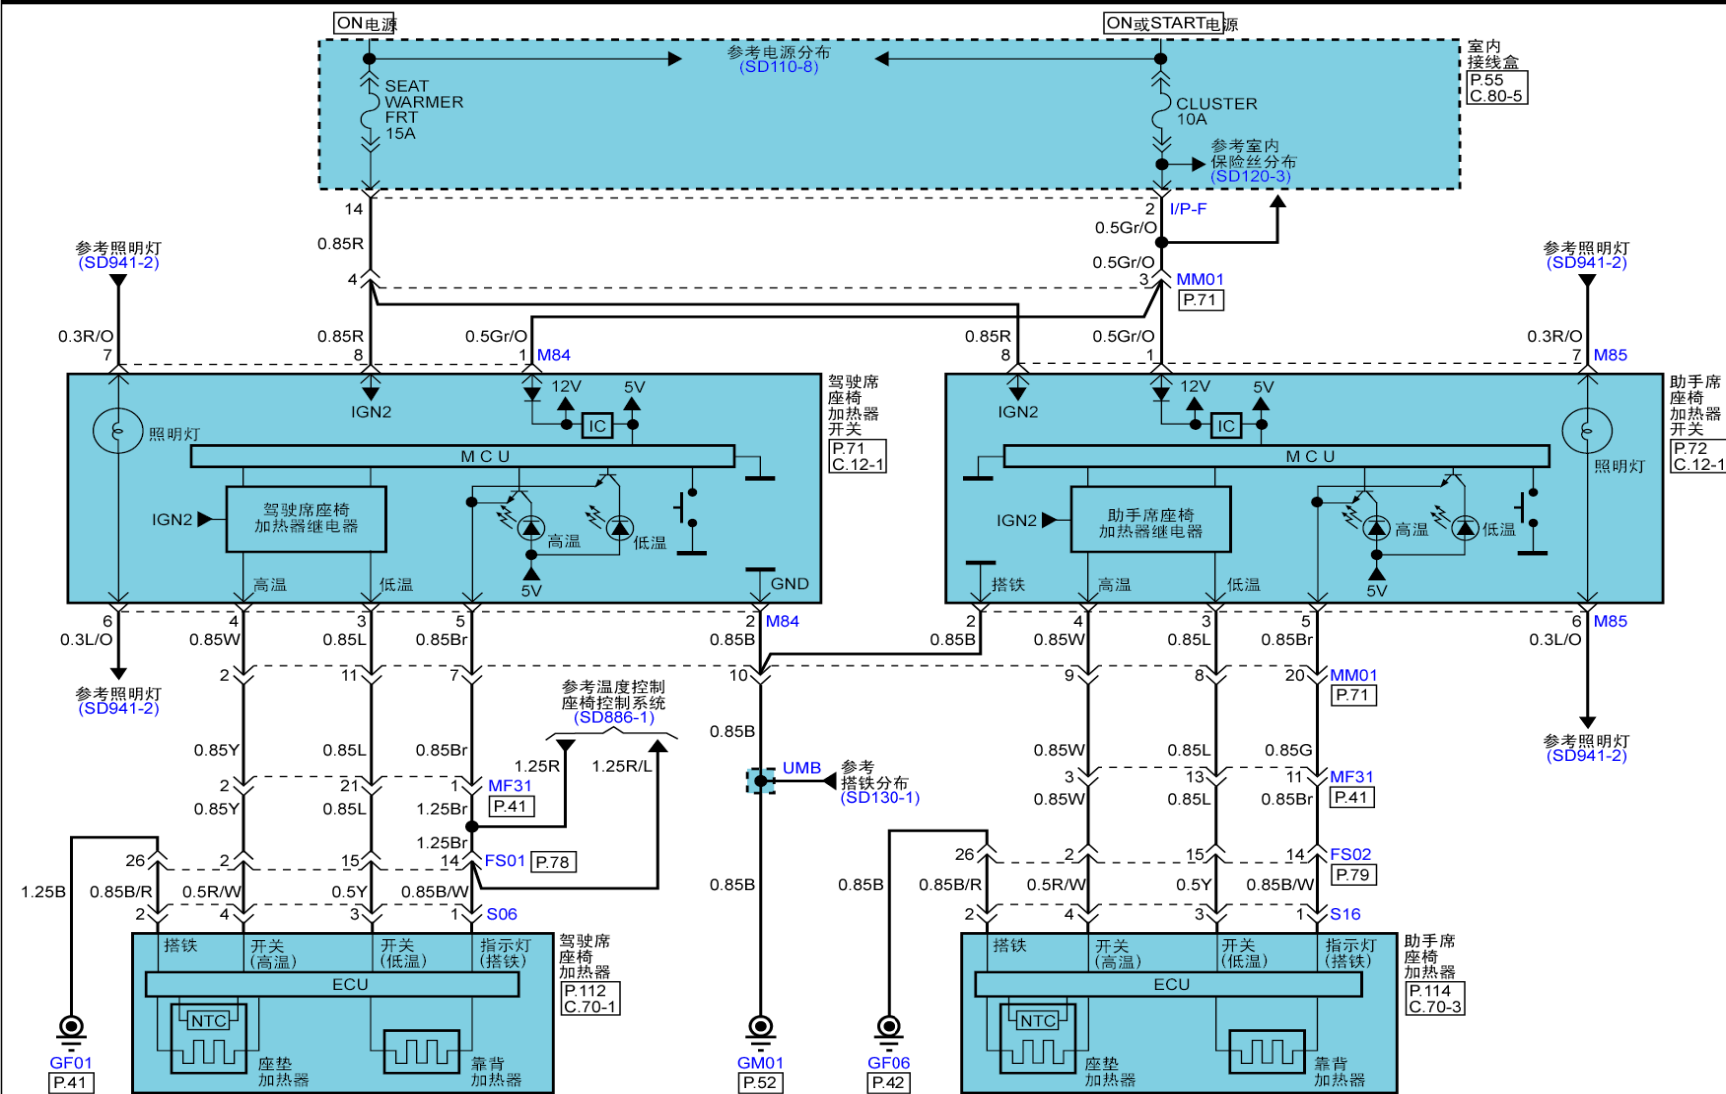 ON电源
ON或START电源
参考电源分布
(SD110-8)
室内
接线盒
P.55
C.80-5
SEAT
WARMER
FRT
15A
CLUSTER
10A
参考室内
保险丝分布
(SD120-3)
14
2 I/P-F
0.85R
0.5Gr/O
参考照明灯
(SD941-2)
参考照明灯
(SD941-2)
0.5Gr/O
4
3 MM01
P.71
0.3R/O
0.85R
0.5Gr/O
0.85R
0.5Gr/O
0.3R/O
7
8
1 M84
8
1
7 M85
驾驶席
座椅
加热器
开关
P.71
C.12-1
助手席
座椅
加热器
开关
P.72
C.12-1
IGN2
12V
5V
IC
照明灯
MCU
IGN2
12V
5V
IC
MCU
照明灯
IGN2
驾驶席座椅
加热器继电器
高温
低温
IGN2
助手席座椅
加热器继电器
高温
低温
高温
低温
5V
GND
搭铁
高温
低温
5V
6
4
3
5
2 M84
2
4
3
5
6 M85
0.3L/O
0.85W
0.85L
0.85Br
0.85B
0.85B
0.85W
0.85L
0.85Br
0.3L/O
2
11
7
10
9
8
20 MM01
P.71
参考照明灯
(SD941-2)
参考温度控制
座椅控制系统
(SD886-1)
参考照明灯
(SD941-2)
0.85Y
0.85L
0.85Br
1.25R
1.25R/L
0.85B
0.85W
0.85L
0.85G
UMB
参考
搭铁分布
(SD130-1)
2
21
1 MF31
P.41
3
13
11 MF31
P.41
0.85Y
0.85L
1.25Br
0.85W
0.85L
0.85Br
1.25Br
26
2
15
14 FS01
P.78
26
2
15
14 FS02
P.79
1.25B
0.85B/R
0.5R/W
0.5Y
0.85B/W
0.85B
0.85B
0.85B/R
0.5R/W
0.5Y
0.85B/W
2
4
3
1 S06
2
4
3
1 S16
搭铁
开关
(高温)
开关
(低温)
指示灯
(搭铁)
驾驶席
座椅
加热器
P.112
C.70-1
搭铁
开关
(高温)
开关
(低温)
指示灯
(搭铁)
助手席
座椅
加热器
P.114
C.70-3
ECU
ECU
NTC
座垫
加热器
靠背
加热器
NTC
座垫
加热器
靠背
加热器
GF01
P.41
GM01
P.52
GF06
P.42